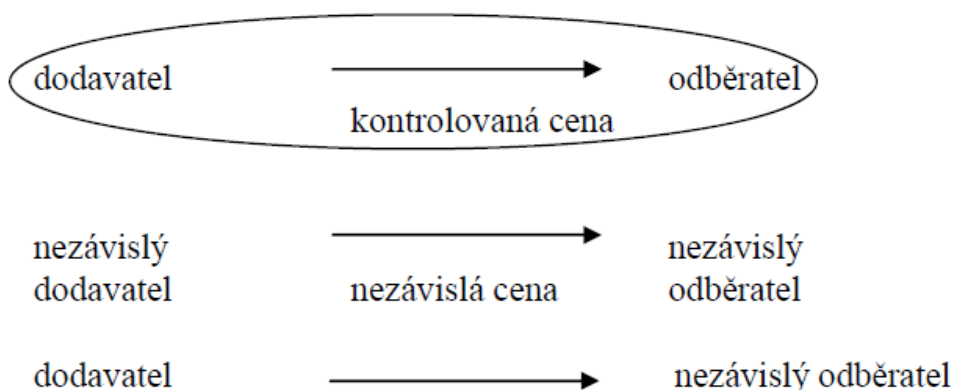 dodavatel odběratel
kontrolovaná cena
nezávislý nezávislý
dodavatel nezávislá cena odběratel
dodavatel nezávislý odběratel